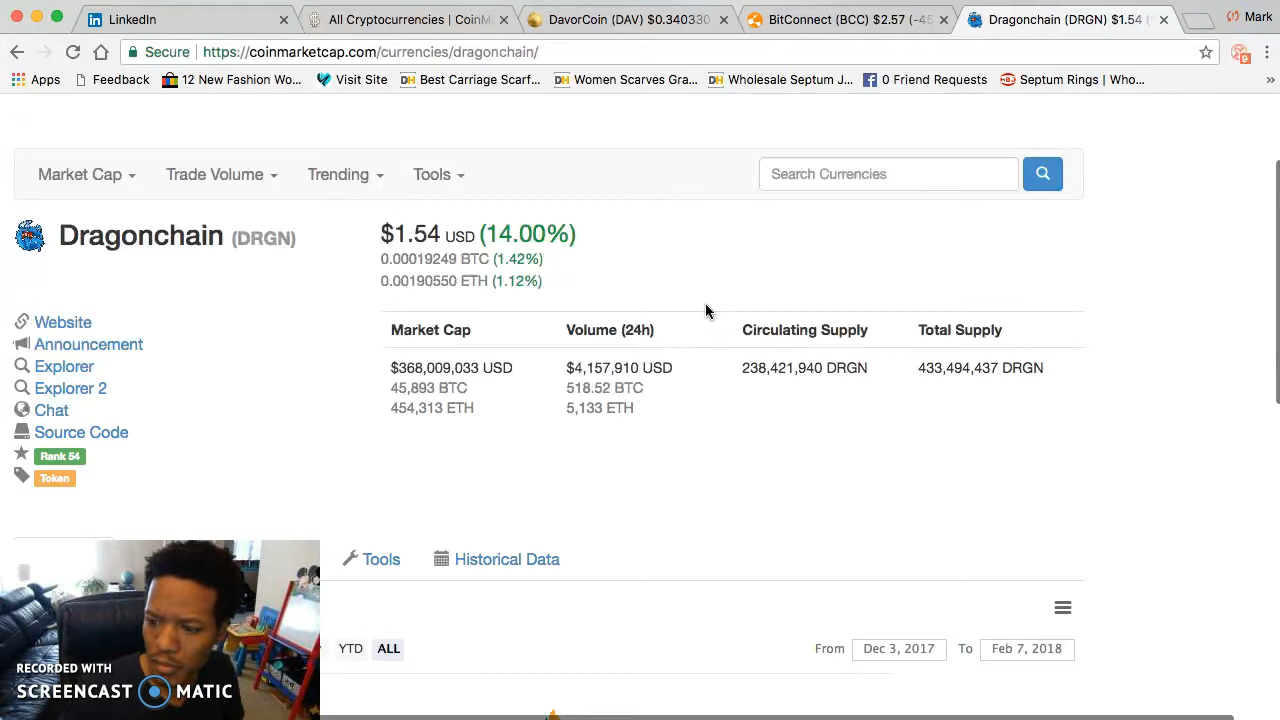 LinkedIn
All Cryptocurrencies | CoinM
DavorCoin (DAV) $0.340330
BitConnect (BCC) $2.57 (-45
Dragonchain (DRGN) $1.54 (
Mark
Secure
https://coinmarketcap.com/currencies/dragonchain/
Apps
Feedback
12 New Fashion Wo...
Visit Site
Best Carriage Scarf...
Women Scarves Gra...
Wholesale Septum J...
0 Friend Requests
Septum Rings | Who...
»
Market Cap
Trade Volume
Trending
Tools
Search Currencies
Dragonchain (DRGN)
$1.54 USD (14.00%)
0.00019249 BTC (1.42%)
0.00190550 ETH (1.12%)
Website
Announcement
Explorer
Explorer 2
Chat
Source Code
Rank 54
Token
Market Cap Volume (24h) Circulating Supply Total Supply
$368,009,033 USD $4,157,910 USD 238,421,940 DRGN 433,494,437 DRGN
45,893 BTC 518.52 BTC
454,313 ETH 5,133 ETH
Tools
Historical Data
YTD
ALL
From Dec 3, 2017 To Feb 7, 2018
RECORDED WITH
SCREENCAST MATIC